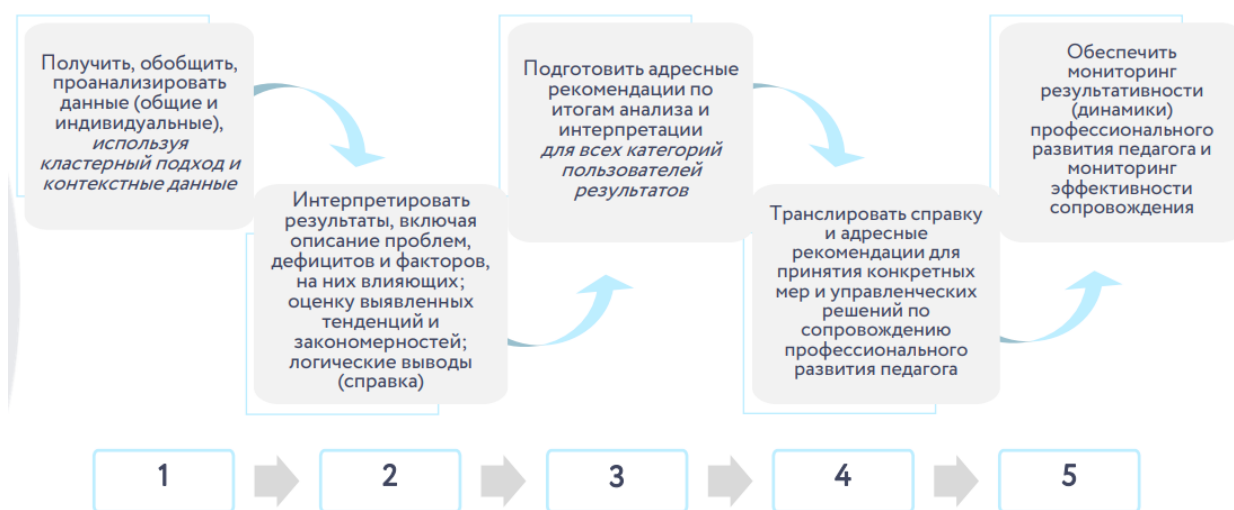 Получить, обобщить,
проанализировать
данные (общие и
индивидуальные),
используя
кластерный подход и
контекстные данные
Интерпретировать
результаты, включая
описание проблем,
дефицитов и факторов,
на них влияющих;
оценку выявленных
тенденций и
закономерностей;
логические выводы
(справка)
Подготовить адресные
рекомендации по
итогам анализа и
интерпретации
для всех категорий
пользователей
результатов
Транслировать справку
и адресные
рекомендации для
принятия конкретных
мер и управленческих
решений по
сопровождению
профессионального
развития педагога
Обеспечить
мониторинг
результативности
(динамики)
профессионального
развития педагога и
мониторинг
эффективности
сопровождения
1
2
3
4
5